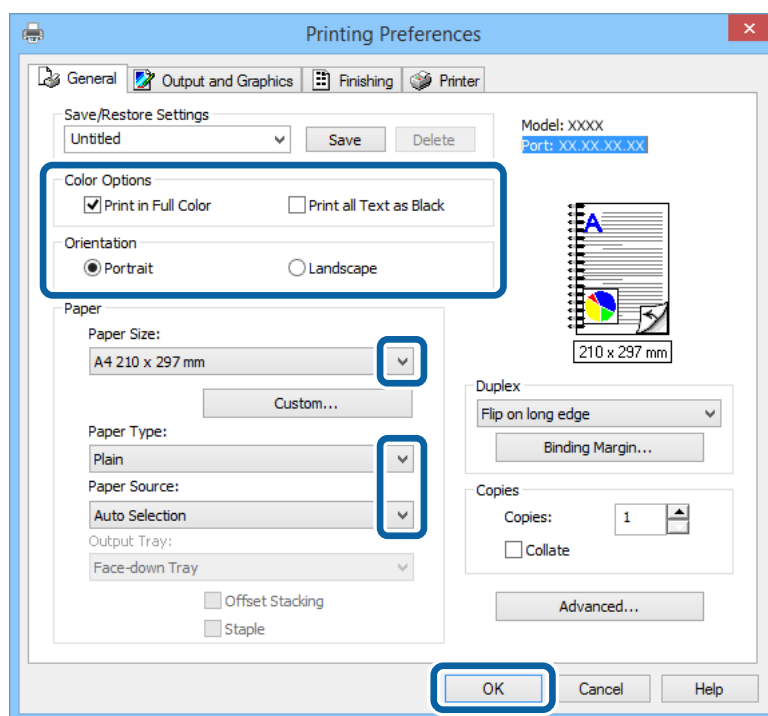 Printing Preferences
General Output and Graphics Finishing Printer
Save/Restore Settings
Untitled Save Delete
Model: XXXX
Port: XX.XX.XX.XX
Color Options
Print in Full Color Print all Text as Black
Orientation
Portrait Landscape
A
210 x 297 mm
Paper
Paper Size:
A4 210 x 297 mm
Custom...
Paper Type:
Plain
Paper Source:
Auto Selection
Output Tray:
Face-down Tray
Offset Stacking
Staple
Duplex
Flip on long edge
Binding Margin...
Copies
Copies: 1
Collate
Advanced...
OK Cancel Help